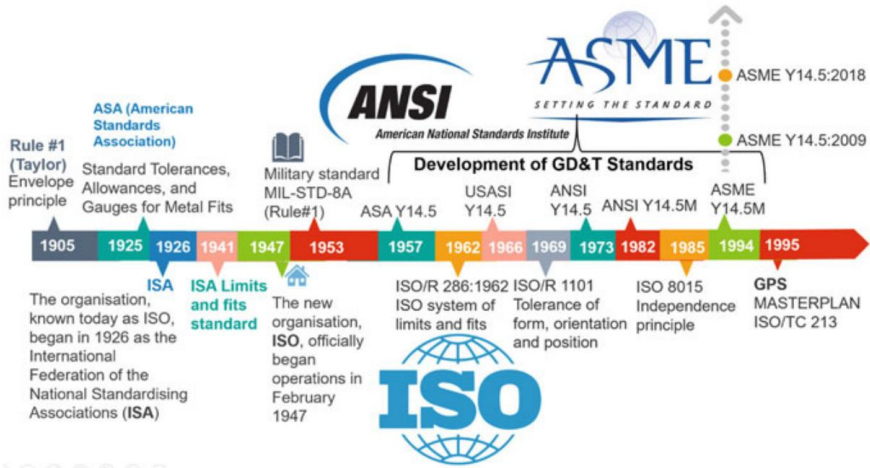 ANSI
American National Standards Institute
ASME
SETTING THE STANDARD
ASME Y14.5:2018
ASME Y14.5:2009
Development of GD&T Standards
Rule #1
(Taylor)
Envelope
principle
ASA (American
Standards
Association)
Standard Tolerances,
Allowances, and
Gauges for Metal Fits
Military standard
MIL-STD-8A
(Rule#1)
ASA Y14.5
USASI
Y14.5
ANSI
Y14.5
ANSI Y14.5M
ASME
Y14.5M
1905
1925
1926
1941
1947
1953
1957
1962
1966
1969
1973
1982
1985
1994
1995
ISA
The organisation,
known today as ISO,
began in 1926 as the
International
Federation of the
National Standardising
Associations (ISA)
ISA Limits
and fits
standard
The new
organisation,
ISO, officially
began
operations in
February
1947
ISO/R 286:1962
ISO system of
limits and fits
ISO/R 1101
Tolerance of
form, orientation
and position
ISO 8015
Independence
principle
GPS
MASTERPLAN
ISO/TC 213
ISO